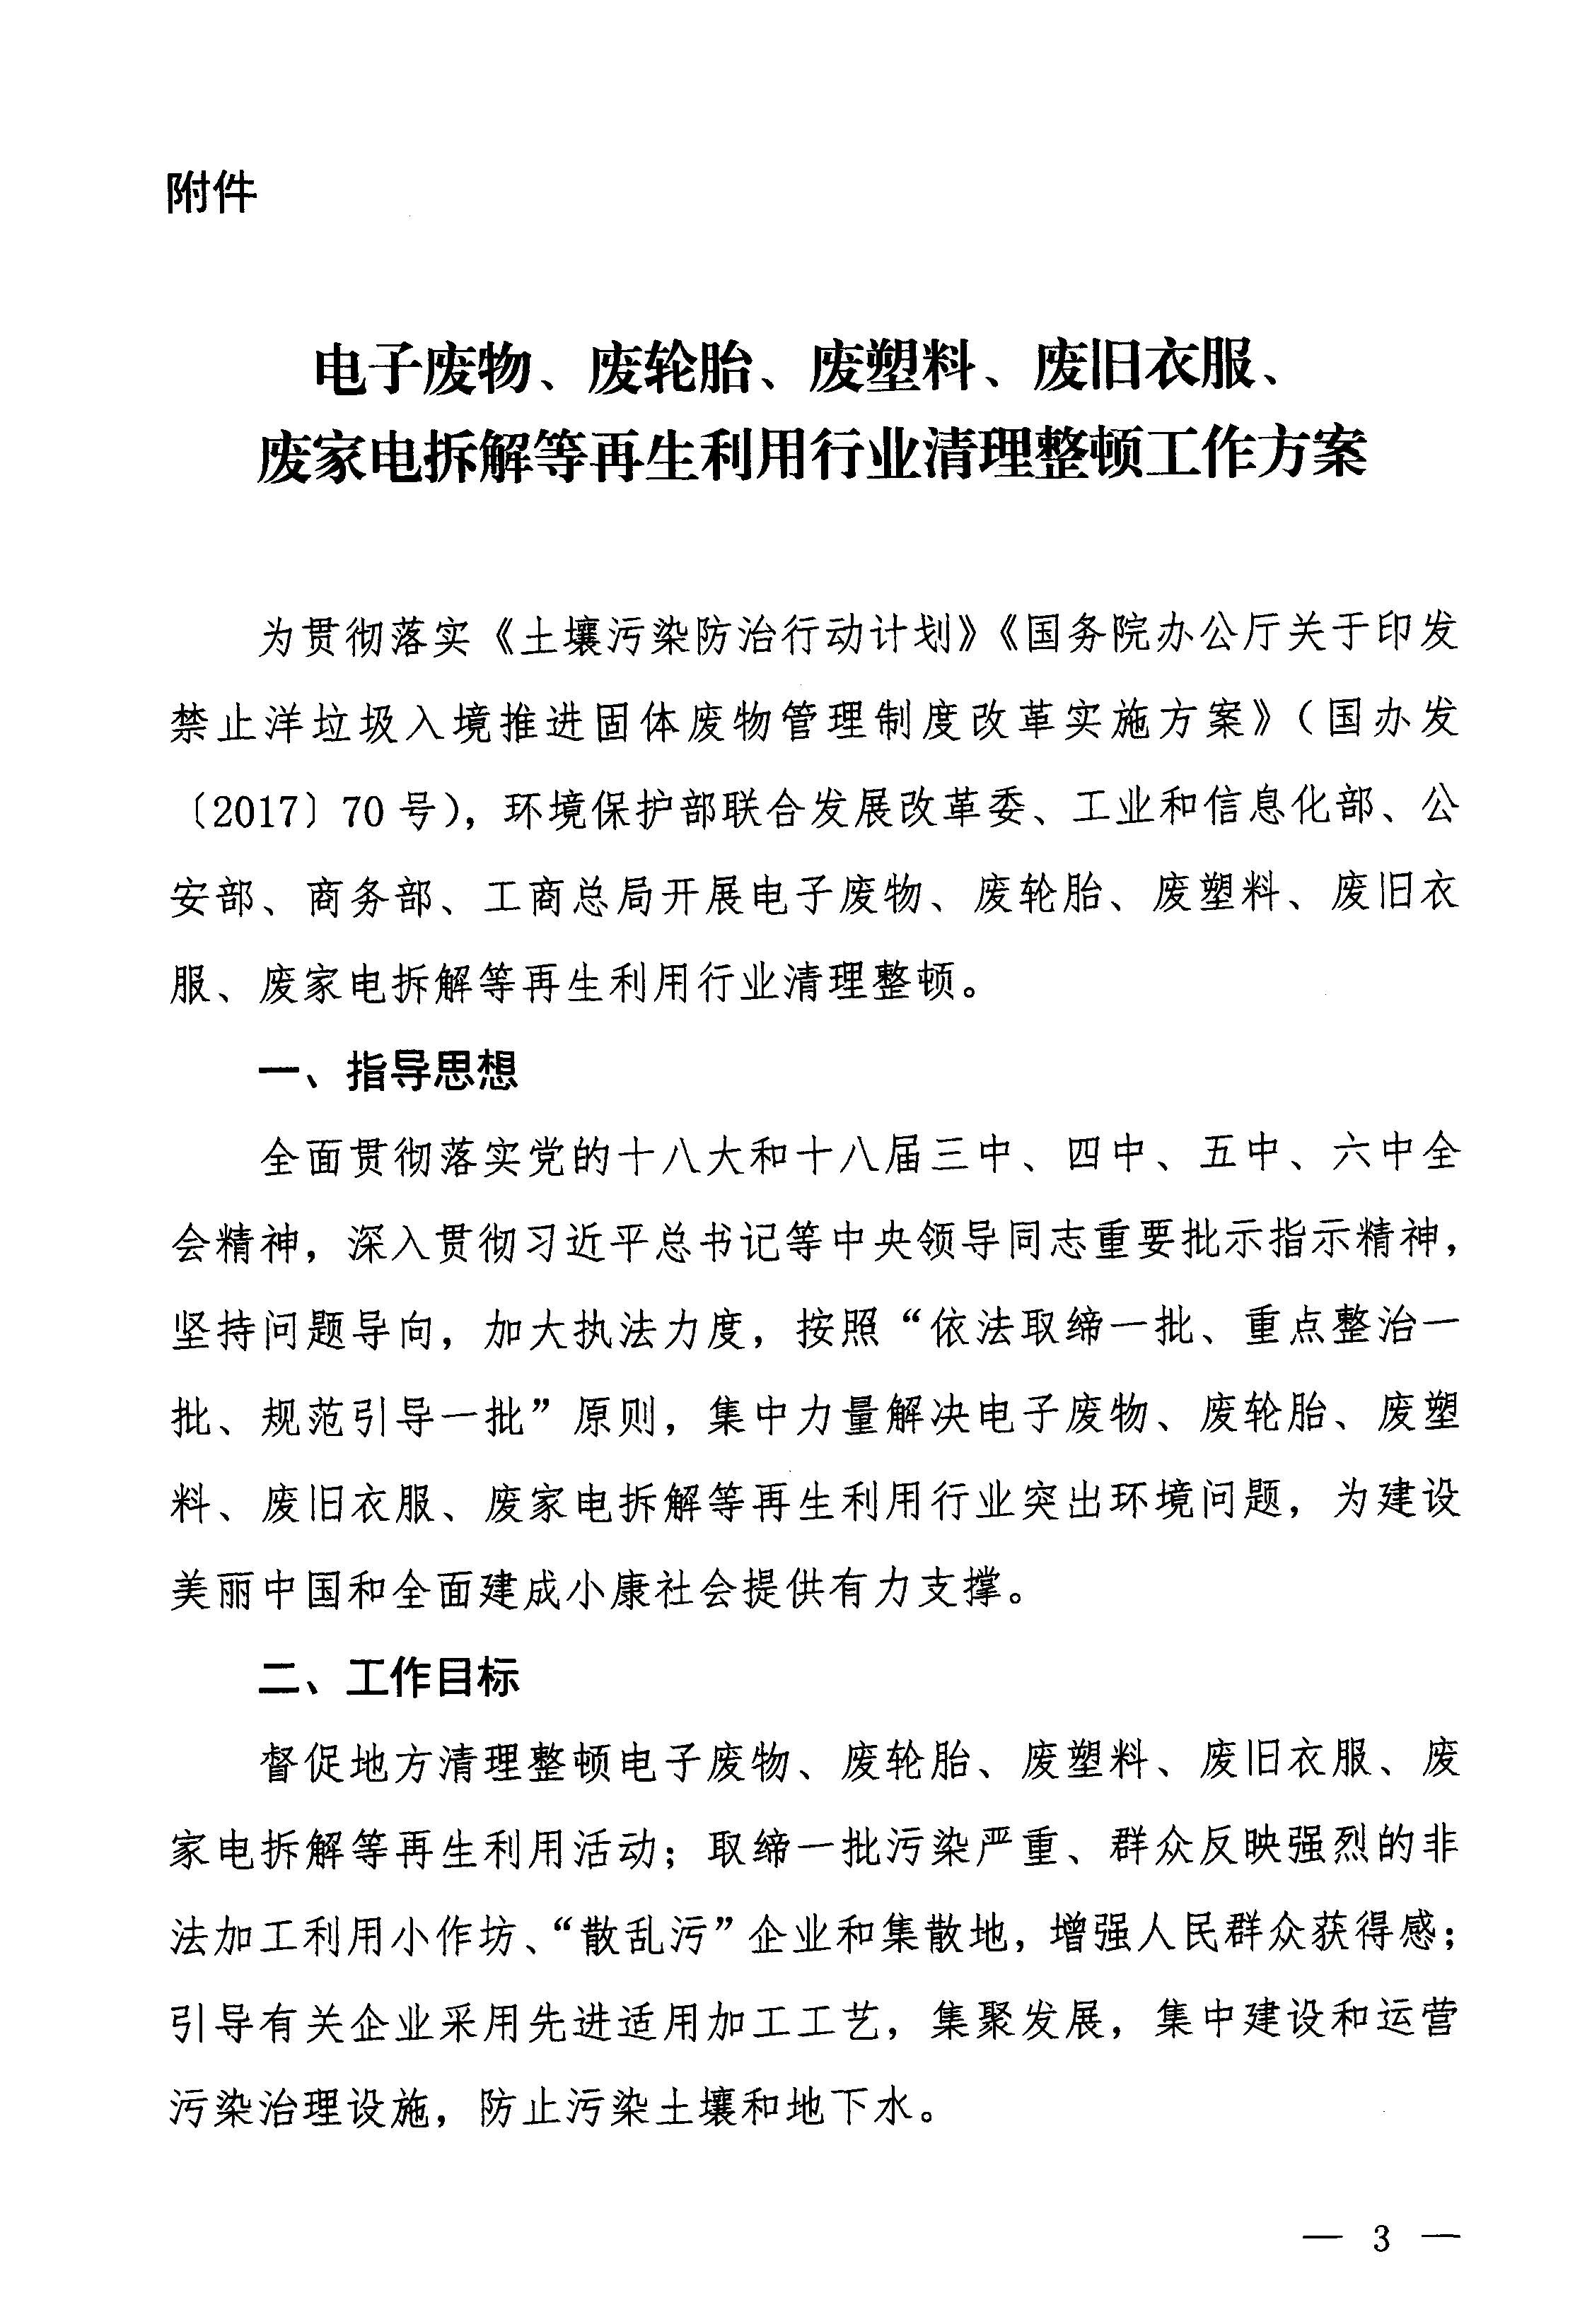 附件
电子废物、废轮胎、废塑料、废旧衣服、
废家电拆解等再生利用行业清理整顿工作方案
为贯彻落实《土壤污染防治行动计划》《国务院办公厅关于印发
禁止洋垃圾入境推进固体废物管理制度改革实施方案》（国办发
〔2017〕70号），环境保护部联合发展改革委、工业和信息化部、公
安部、商务部、工商总局开展电子废物、废轮胎、废塑料、废旧衣
服、废家电拆解等再生利用行业清理整顿。
一、指导思想
全面贯彻落实党的十八大和十八届三中、四中、五中、六中全
会精神，深入贯彻习近平总书记等中央领导同志重要批示指示精神，
坚持问题导向，加大执法力度，按照“依法取缔一批、重点整治一
批、规范引导一批”原则，集中力量解决电子废物、废轮胎、废塑
料、废旧衣服、废家电拆解等再生利用行业突出环境问题，为建设
美丽中国和全面建成小康社会提供有力支撑。
二、工作目标
督促地方清理整顿电子废物、废轮胎、废塑料、废旧衣服、废
家电拆解等再生利用活动；取缔一批污染严重、群众反映强烈的非
法加工利用小作坊、“散乱污”企业和集散地，增强人民群众获得感；
引导有关企业采用先进适用加工工艺，集聚发展，集中建设和运营
污染治理设施，防止污染土壤和地下水。
— 3 —